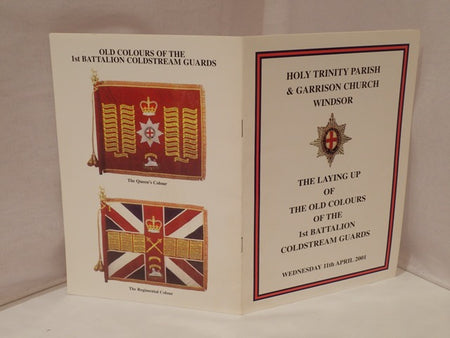 OLD COLOURS OF THE
1st BATTALION COLDSTREAM GUARDS
The Queen's Colour
The Regimental Colour
HOLY TRINITY PARISH
& GARRISON CHURCH
WINDSOR
THE LAYING UP
OF
THE OLD COLOURS
OF THE
1st BATTALION
COLDSTREAM GUARDS
WEDNESDAY 11th APRIL 2001